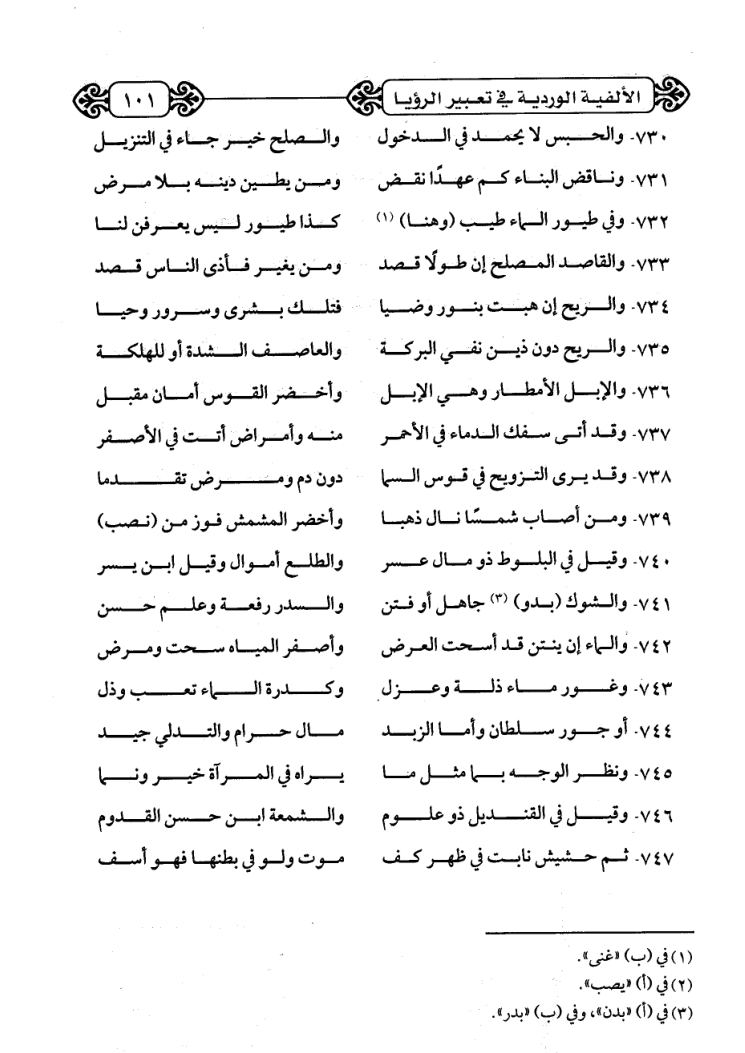 الألفية الوردية في تعبير الرؤيا ١٠١
٧٣٠- والحبس لا يحمد في الدخول والصلح خير جاء في التنزيل
٧٣١- وناقض البناء كم عهدًا نقض ومن يطين دينه بلا مرض
٧٣٢- وفي طيور الماء طيب (وهنا) (١) كذا طيور ليس يعرفن لنا
٧٣٣- والقاصد المصلح إن طولًا قصد ومن يغير فأذى الناس قصد
٧٣٤- والريح إن هبت بنور وضيا فتلك بشرى وسرور وحيا
٧٣٥- والريح دون ذين نفي البركة والعاصف الشدة أو للهلكة
٧٣٦- والإبل الأمطار وهي الإبل وأخضر القوس أمان مقبل
٧٣٧- وقد أتى سفك الدماء في الأحمر منه وأمراض أتت في الأصفر
٧٣٨- وقد يرى التزويج في قوس السما دون دم ومرض تقدما
٧٣٩- ومن أصاب شمسًا نال ذهبا وأخضر المشمش فوز من (نصب)
٧٤٠- وقيل في البلوط ذو مال عسر والطلع أموال وقيل ابن يسر
٧٤١- والشوك (بدو) (٣) جاهل أو فتن والسدر رفعة وعلم حسن
٧٤٢- والماء إن ينتن قد أسحت العرض وأصفر المياه سحت ومرض
٧٤٣- وغور ماء ذلة وعزل وكدرة الماء تعب وذل
٧٤٤- أو جور سلطان وأما الزبد مال حرام والتدلي جيد
٧٤٥- ونظر الوجه بما مثل ما يراه في المرآة خير ونما
٧٤٦- وقيل في القنديل ذو علوم والشمعة ابن حسن القدوم
٧٤٧- ثم حشيش نابت في ظهر كف موت ولو في بطنها فهو أسف
(١) في (ب) «غنى».
(٢) في (أ) «يصب».
(٣) في (أ) «بدن»، وفي (ب) «بدر».